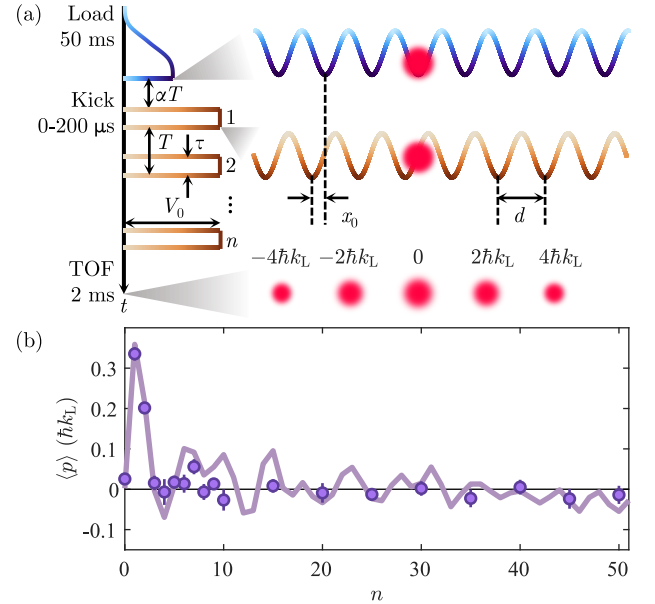 (a)
Load
50 ms
αT
Kick
0-200 μs
1
T
τ
2
V₀
⋮
n
x₀
d
TOF
2 ms
t
−4ℏk_L −2ℏk_L 0 2ℏk_L 4ℏk_L
(b)
⟨p⟩ (ℏk_L)
0.3
0.2
0.1
0
-0.1
0 10 20 30 40 50
n